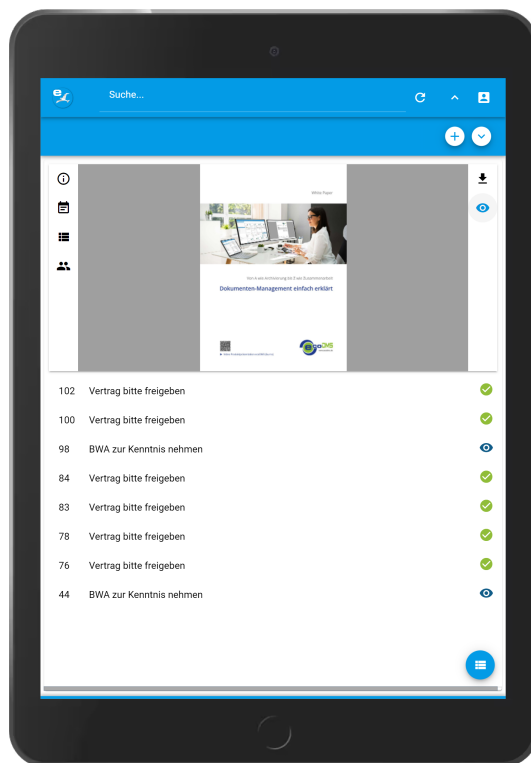 Suche...
White Paper
Von A wie Archivierung bis Z wie Zusammenarbeit
Dokumenten-Management einfach erklärt
ecoDMS
102 Vertrag bitte freigeben
100 Vertrag bitte freigeben
98 BWA zur Kenntnis nehmen
84 Vertrag bitte freigeben
83 Vertrag bitte freigeben
78 Vertrag bitte freigeben
76 Vertrag bitte freigeben
44 BWA zur Kenntnis nehmen